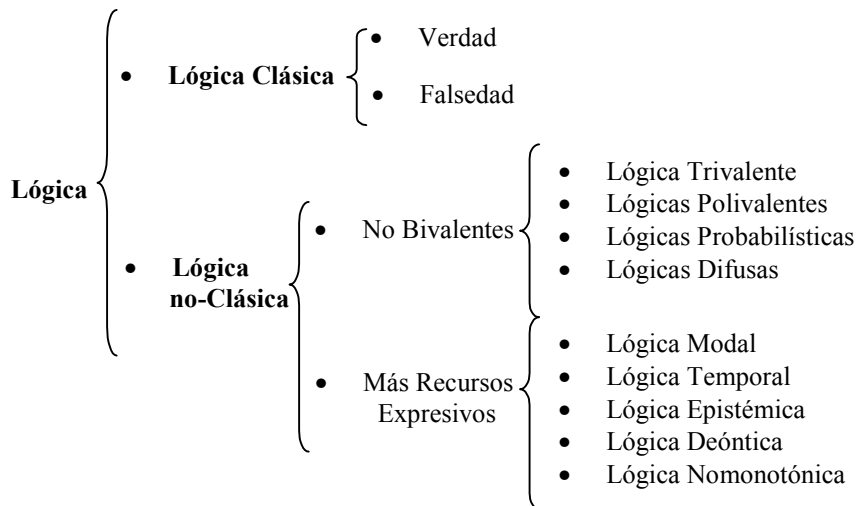 Lógica
• Lógica Clásica
• Verdad
• Falsedad
• Lógica
no-Clásica
• No Bivalentes
• Lógica Trivalente
• Lógicas Polivalentes
• Lógicas Probabilísticas
• Lógicas Difusas
• Más Recursos
Expresivos
• Lógica Modal
• Lógica Temporal
• Lógica Epistémica
• Lógica Deóntica
• Lógica Nomonotónica